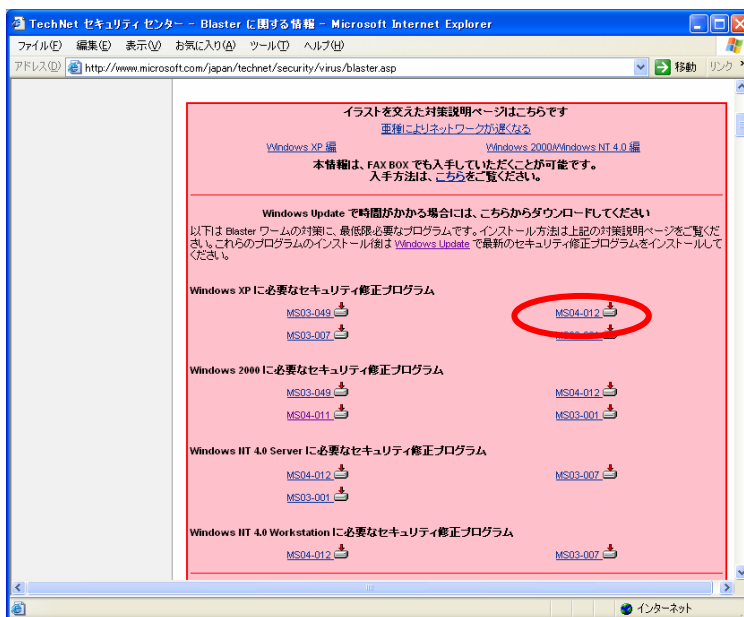 TechNet セキュリティ センター - Blaster に関する情報 - Microsoft Internet Explorer
ファイル(F) 編集(E) 表示(V) お気に入り(A) ツール(T) ヘルプ(H)
アドレス(D) http://www.microsoft.com/japan/technet/security/virus/blaster.asp 移動 リンク
イラストを交えた対策説明ページはこちらです
亜種によりネットワークが遅くなる
Windows XP 編 Windows 2000/Windows NT 4.0 編
本情報は、FAX BOX でも入手していただくことが可能です。
入手方法は、こちらをご覧ください。
Windows Update で時間がかかる場合には、こちらからダウンロードしてください
以下は Blaster ワームの対策に、最低限必要なプログラムです。インストール方法は上記の対策説明ページをご覧くだ
さい。これらのプログラムのインストール後は Windows Update で最新のセキュリティ修正プログラムをインストールして
ください。
Windows XP に必要なセキュリティ修正プログラム
MS03-049 MS04-012
MS03-007
Windows 2000 に必要なセキュリティ修正プログラム
MS03-049 MS04-012
MS04-011 MS03-001
Windows NT 4.0 Server に必要なセキュリティ修正プログラム
MS04-012 MS03-007
MS03-001
Windows NT 4.0 Workstation に必要なセキュリティ修正プログラム
MS04-012 MS03-007
インターネット